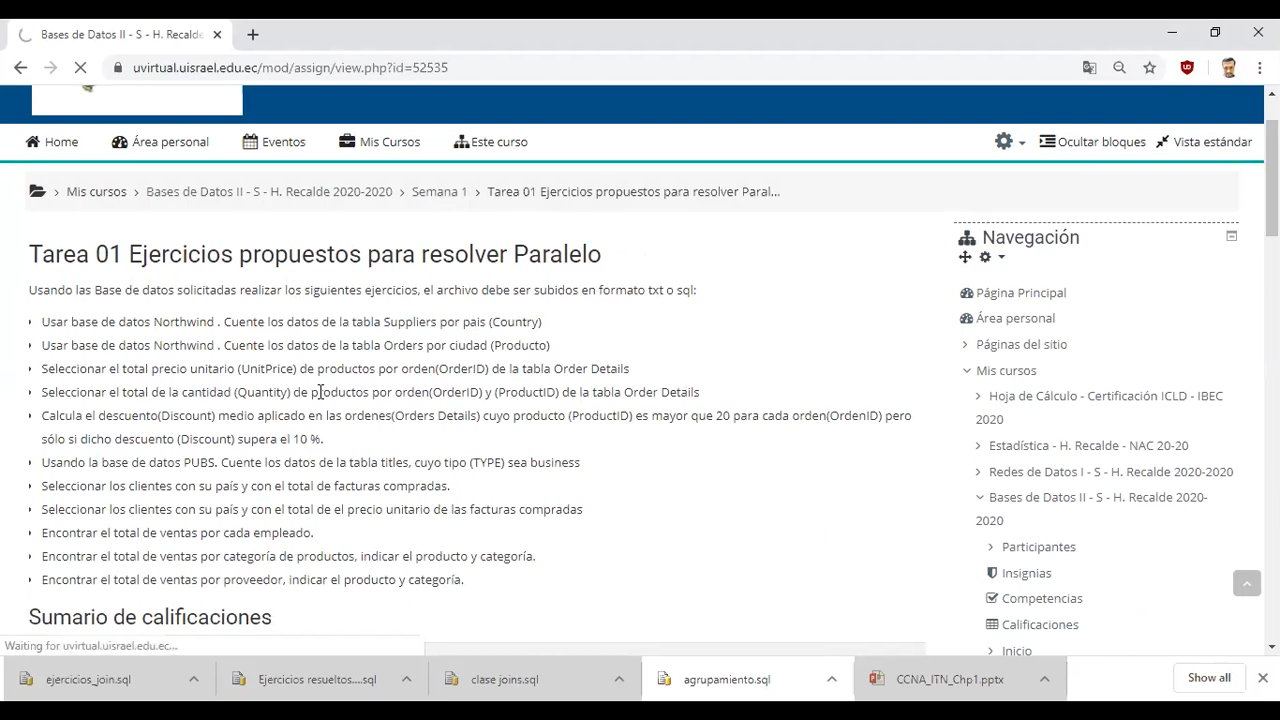 Bases de Datos II - S - H. Recalde
uvirtual.uisrael.edu.ec/mod/assign/view.php?id=52535
Home Área personal Eventos Mis Cursos Este curso Ocultar bloques Vista estándar
Mis cursos > Bases de Datos II - S - H. Recalde 2020-2020 > Semana 1 > Tarea 01 Ejercicios propuestos para resolver Paral...
Tarea 01 Ejercicios propuestos para resolver Paralelo
Usando las Base de datos solicitadas realizar los siguientes ejercicios, el archivo debe ser subidos en formato txt o sql:
Usar base de datos Northwind . Cuente los datos de la tabla Suppliers por pais (Country)
Usar base de datos Northwind . Cuente los datos de la tabla Orders por ciudad (Producto)
Seleccionar el total precio unitario (UnitPrice) de productos por orden(OrderID) de la tabla Order Details
Seleccionar el total de la cantidad (Quantity) de productos por orden(OrderID) y (ProductID) de la tabla Order Details
Calcula el descuento(Discount) medio aplicado en las ordenes(Orders Details) cuyo producto (ProductID) es mayor que 20 para cada orden(OrdenID) pero
sólo si dicho descuento (Discount) supera el 10 %.
Usando la base de datos PUBS. Cuente los datos de la tabla titles, cuyo tipo (TYPE) sea business
Seleccionar los clientes con su país y con el total de facturas compradas.
Seleccionar los clientes con su país y con el total de el precio unitario de las facturas compradas
Encontrar el total de ventas por cada empleado.
Encontrar el total de ventas por categoría de productos, indicar el producto y categoría.
Encontrar el total de ventas por proveedor, indicar el producto y categoría.
Sumario de calificaciones
Navegación
Página Principal
Área personal
Páginas del sitio
Mis cursos
Hoja de Cálculo - Certificación ICLD - IBEC
2020
Estadística - H. Recalde - NAC 20-20
Redes de Datos I - S - H. Recalde 2020-2020
Bases de Datos II - S - H. Recalde 2020-
2020
Participantes
Insignias
Competencias
Calificaciones
Inicio
Waiting for uvirtual.uisrael.edu.ec...
ejercicios_join.sql Ejercicios resueltos....sql clase joins.sql agrupamiento.sql CCNA_ITN_Chp1.pptx Show all